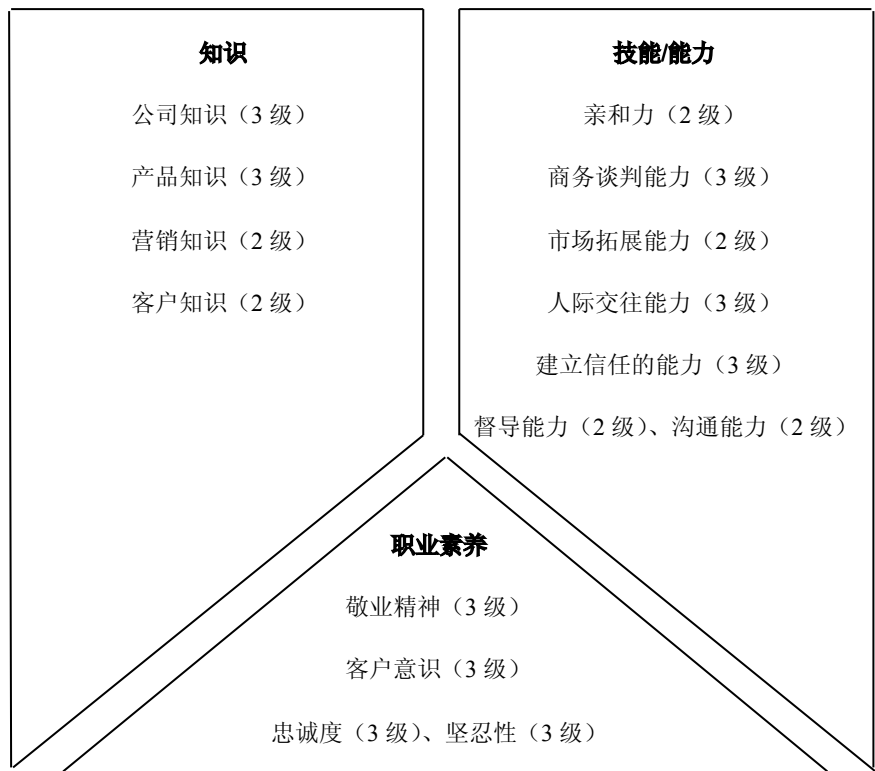 知识
公司知识（3 级）
产品知识（3 级）
营销知识（2 级）
客户知识（2 级）
技能/能力
亲和力（2 级）
商务谈判能力（3 级）
市场拓展能力（2 级）
人际交往能力（3 级）
建立信任的能力（3 级）
督导能力（2 级）、沟通能力（2 级）
职业素养
敬业精神（3 级）
客户意识（3 级）
忠诚度（3 级）、坚忍性（3 级）